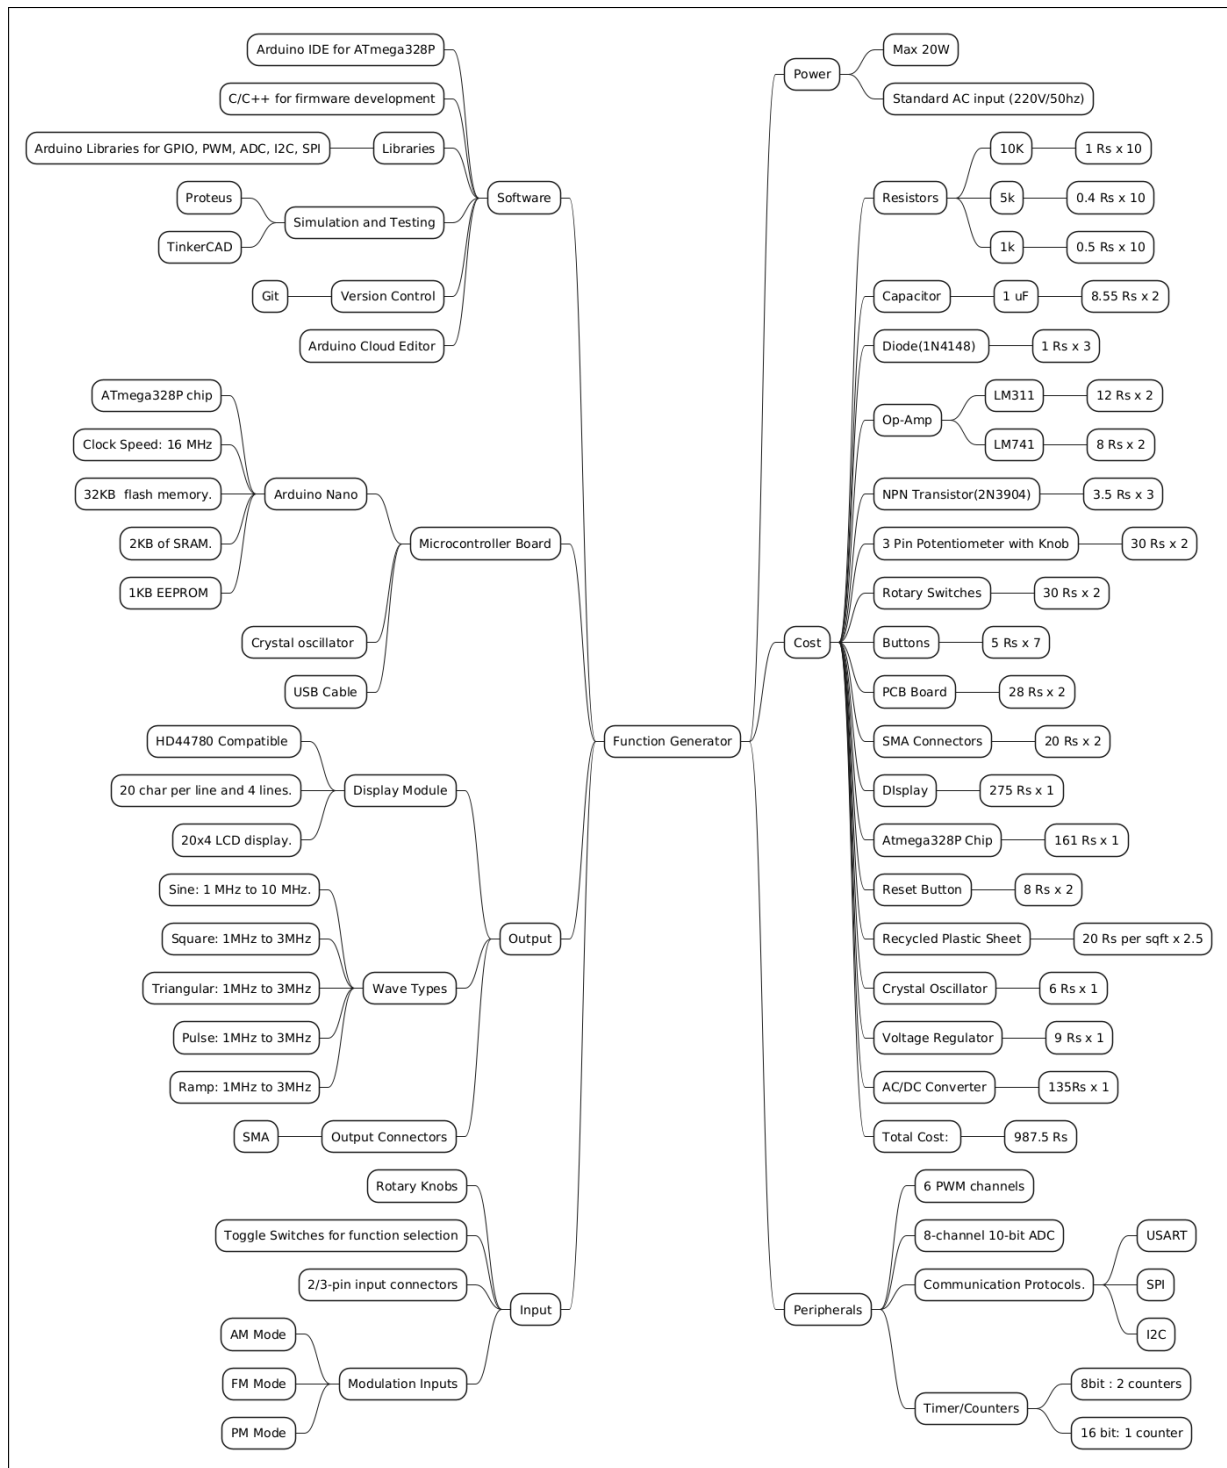 Function Generator
Software
Arduino IDE for ATmega328P
C/C++ for firmware development
Libraries
Arduino Libraries for GPIO, PWM, ADC, I2C, SPI
Simulation and Testing
Proteus
TinkerCAD
Version Control
Git
Arduino Cloud Editor
Microcontroller Board
Arduino Nano
ATmega328P chip
Clock Speed: 16 MHz
32KB  flash memory.
2KB of SRAM.
1KB EEPROM
Crystal oscillator
USB Cable
Output
Display Module
HD44780 Compatible
20 char per line and 4 lines.
20x4 LCD display.
Wave Types
Sine: 1 MHz to 10 MHz.
Square: 1MHz to 3MHz
Triangular: 1MHz to 3MHz
Pulse: 1MHz to 3MHz
Ramp: 1MHz to 3MHz
Output Connectors
SMA
Input
Rotary Knobs
Toggle Switches for function selection
2/3-pin input connectors
Modulation Inputs
AM Mode
FM Mode
PM Mode
Power
Max 20W
Standard AC input (220V/50hz)
Cost
Resistors
10K
1 Rs x 10
5k
0.4 Rs x 10
1k
0.5 Rs x 10
Capacitor
1 uF
8.55 Rs x 2
Diode(1N4148)
1 Rs x 3
Op-Amp
LM311
12 Rs x 2
LM741
8 Rs x 2
NPN Transistor(2N3904)
3.5 Rs x 3
3 Pin Potentiometer with Knob
30 Rs x 2
Rotary Switches
30 Rs x 2
Buttons
5 Rs x 7
PCB Board
28 Rs x 2
SMA Connectors
20 Rs x 2
DIsplay
275 Rs x 1
Atmega328P Chip
161 Rs x 1
Reset Button
8 Rs x 2
Recycled Plastic Sheet
20 Rs per sqft x 2.5
Crystal Oscillator
6 Rs x 1
Voltage Regulator
9 Rs x 1
AC/DC Converter
135Rs x 1
Total Cost:
987.5 Rs
Peripherals
6 PWM channels
8-channel 10-bit ADC
Communication Protocols.
USART
SPI
I2C
Timer/Counters
8bit : 2 counters
16 bit: 1 counter